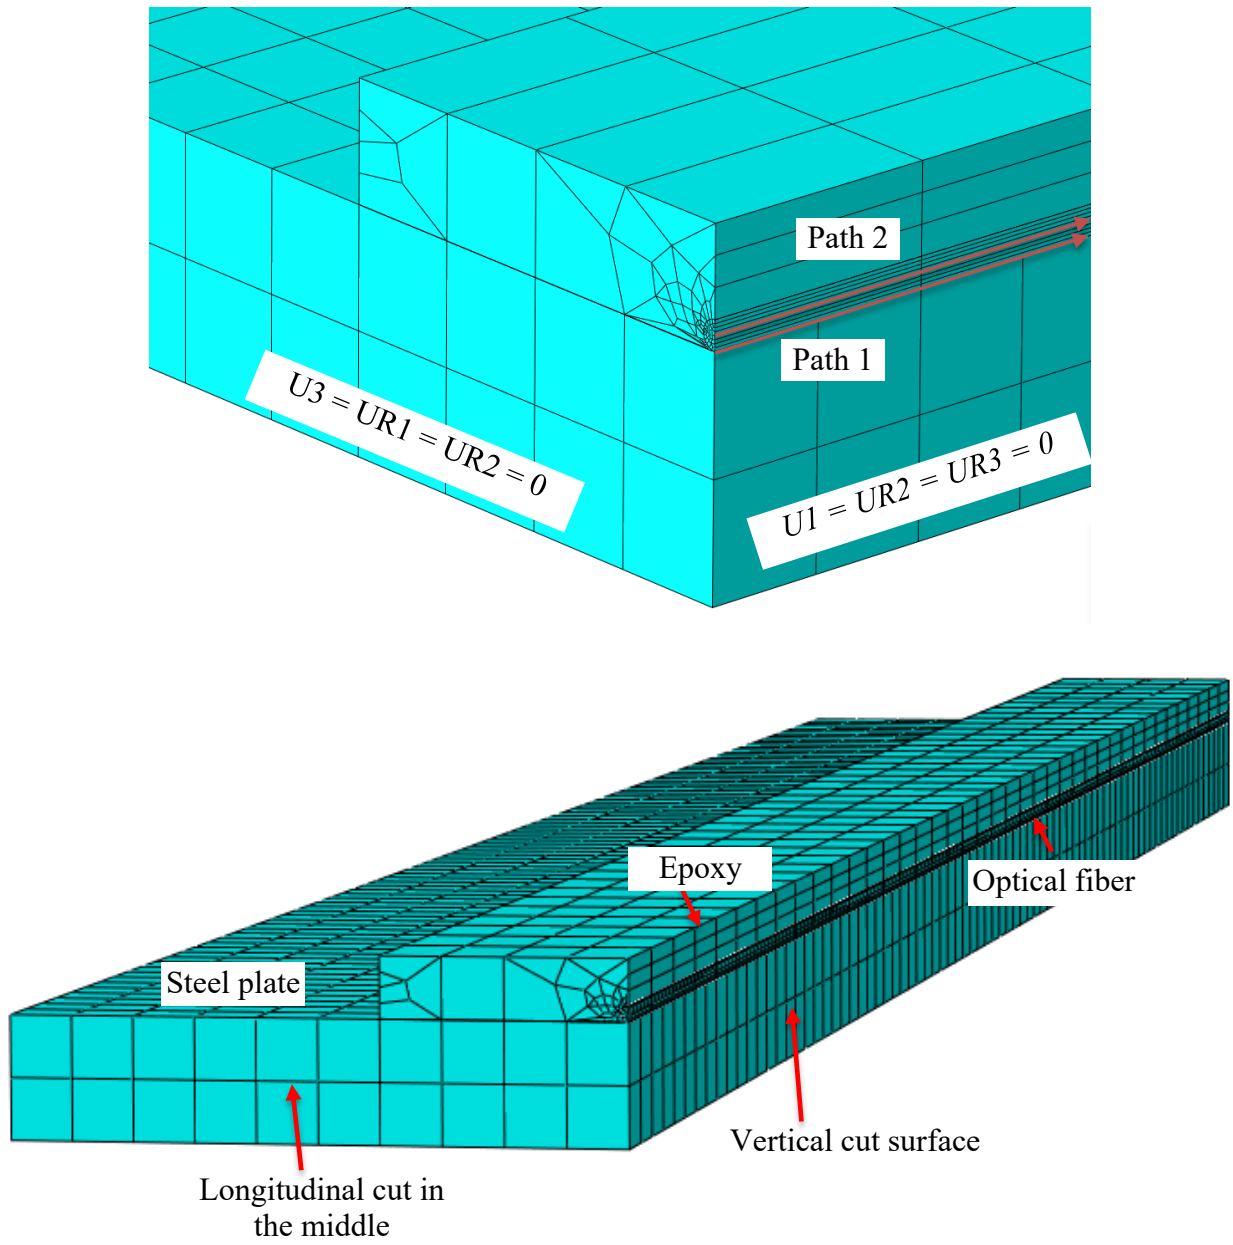 Path 2
Path 1
U3 = UR1 = UR2 = 0
U1 = UR2 = UR3 = 0
Epoxy
Optical fiber
Steel plate
Vertical cut surface
Longitudinal cut in
the middle